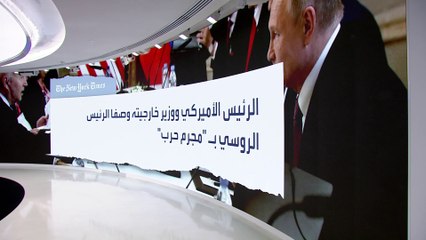 The New York Times
الرئيس الأميركي ووزير خارجيته وصفا الرئيس
الروسي بـ "مجرم حرب"